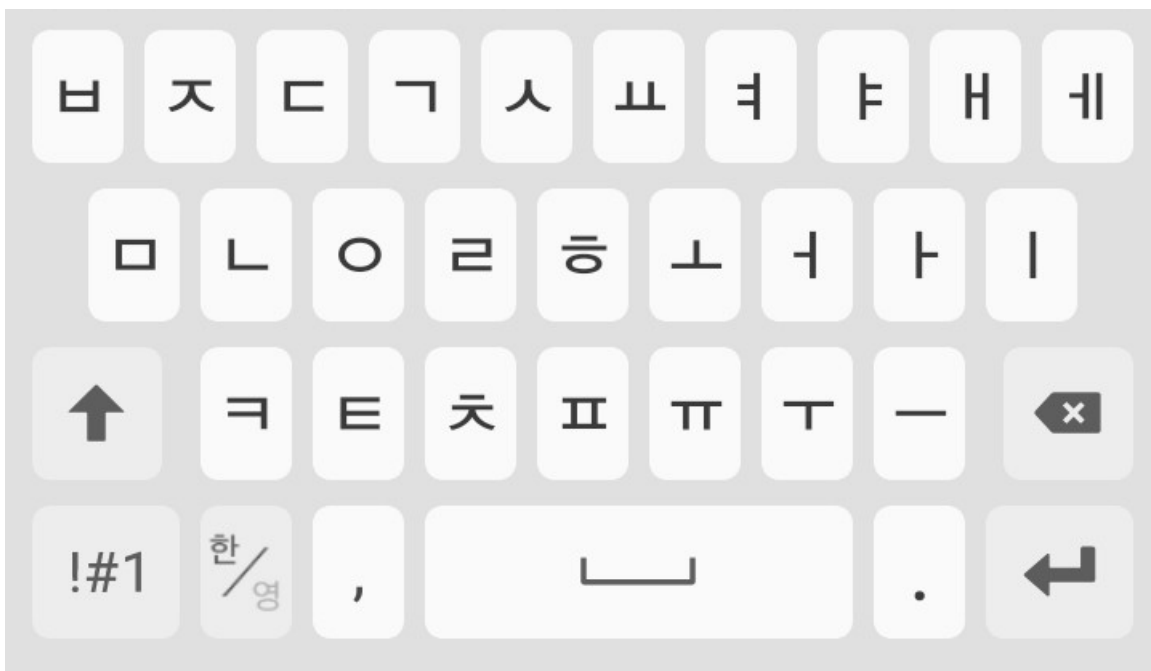 ㅂ ㅈ ㄷ ㄱ ㅅ ㅛ ㅕ ㅑ ㅐ ㅔ
ㅁ ㄴ ㅇ ㄹ ㅎ ㅗ ㅓ ㅏ ㅣ
ㅋ ㅌ ㅊ ㅍ ㅠ ㅜ ㅡ
!#1 한/영 , .